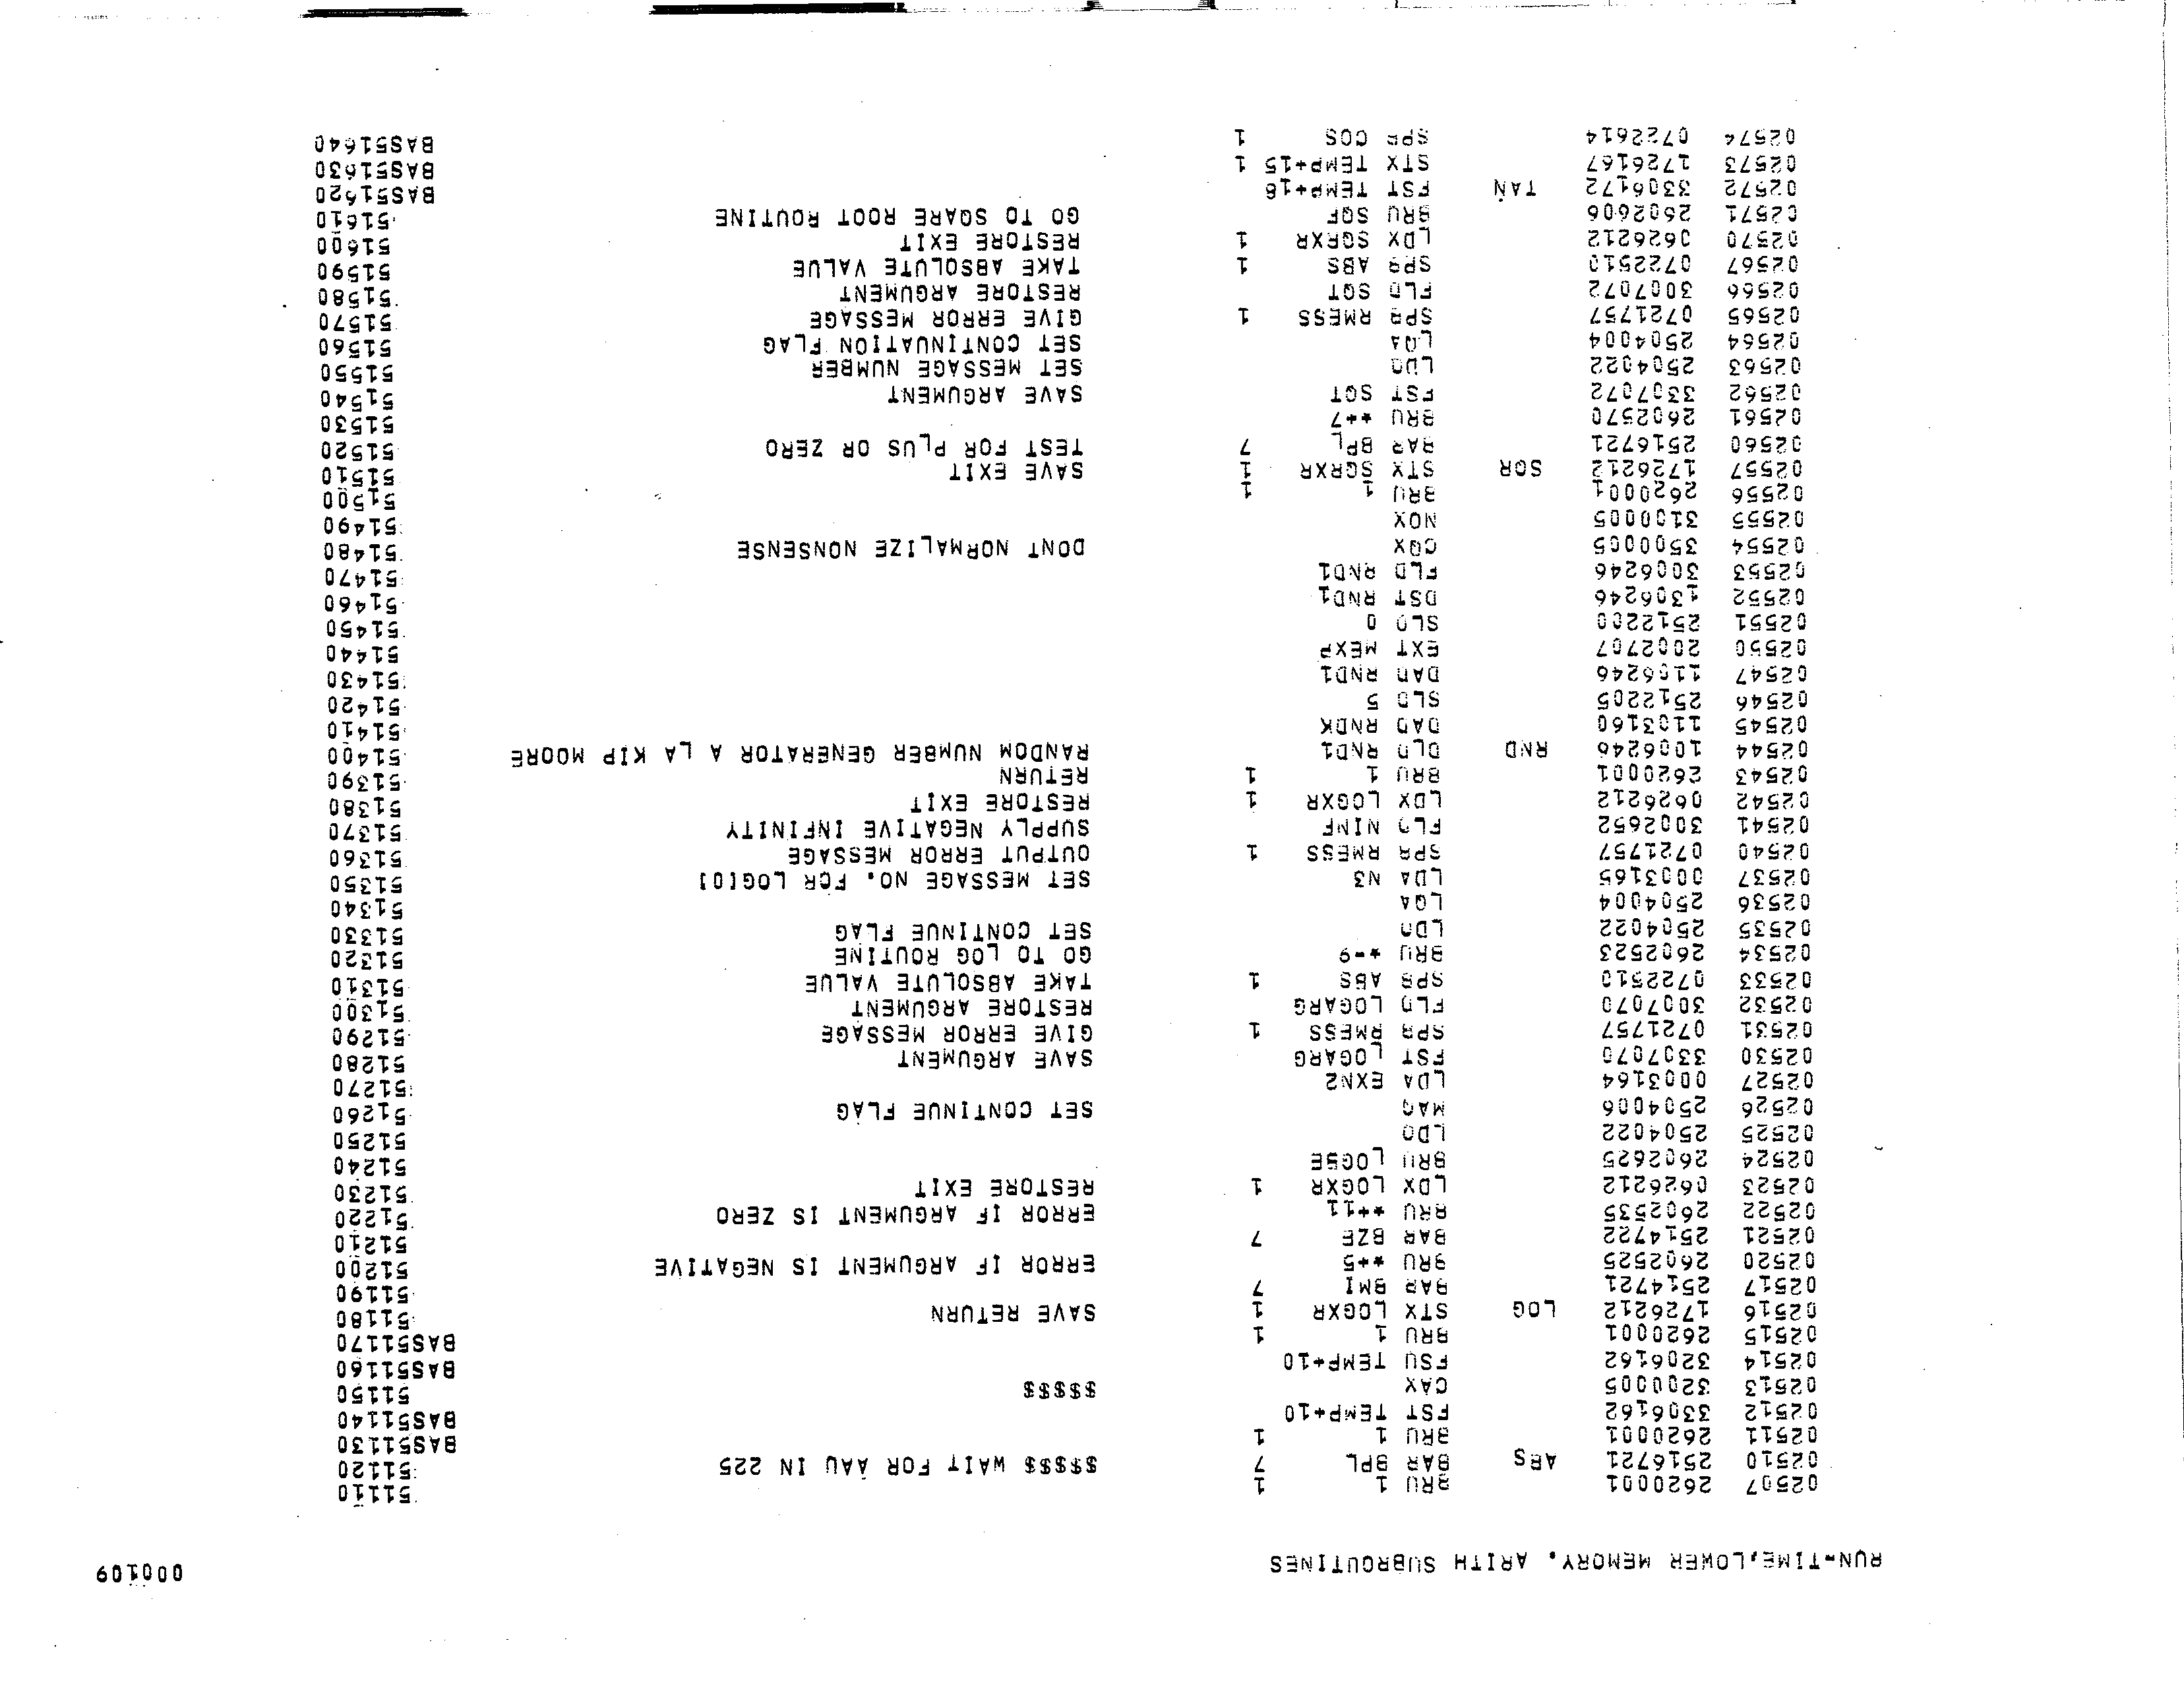 000109
RUN-TIME,LOWER MEMORY, ARITH SUBROUTINES
02507 2620001 BRU 1 1 51110
02510 2516721 ABS BAR BPL 7 $$$$$ WAIT FOR AAU IN 225 51120
02511 2620001 BRU 1 1 BAS51130
02512 3306162 FST TEMP+10 BAS51140
02513 3200005 CAX $$$$$ 51150
02514 3206162 FSU TEMP+10 BAS51160
02515 2620001 BRU 1 1 BAS51170
02516 1726212 LOG STX LOGXR 1 SAVE RETURN 51180
02517 2514721 BAR BMI 7 51190
02520 2602525 BRU *+5 ERROR IF ARGUMENT IS NEGATIVE 51200
02521 2514722 BAR BZE 7 51210
02522 2602535 BRU *+11 ERROR IF ARGUMENT IS ZERO 51220
02523 0626212 LDX LOGXR 1 RESTORE EXIT 51230
02524 2602625 BRU LOGSE 51240
02525 2504022 LDO 51250
02526 2504006 MAQ SET CONTINUE FLAG 51260
02527 0003164 LDA EXN2 51270
02530 3307070 FST LOGARG SAVE ARGUMENT 51280
02531 0721757 SPB RMESS 1 GIVE ERROR MESSAGE 51290
02532 3007070 FLD LOGARG RESTORE ARGUMENT 51300
02533 0722510 SPB ABS 1 TAKE ABSOLUTE VALUE 51310
02534 2602523 BRU *-9 GO TO LOG ROUTINE 51320
02535 2504022 LDO SET CONTINUE FLAG 51330
02536 2504004 LQA 51340
02537 0003165 LDA N3 SET MESSAGE NO. FOR LOG[0] 51350
02540 0721757 SPB RMESS 1 OUTPUT ERROR MESSAGE 51360
02541 3002652 FLD NINF SUPPLY NEGATIVE INFINITY 51370
02542 0626212 LDX LOGXR 1 RESTORE EXIT 51380
02543 2620001 BRU 1 1 RETURN 51390
02544 1006246 RND DLD RND1 RANDOM NUMBER GENERATOR A LA KIP MOORE 51400
02545 1103160 DAD RNDK 51410
02546 2512205 SLD 5 51420
02547 1106246 DAD RND1 51430
02550 2002707 EXT MEXP 51440
02551 2512200 SLD 0 51450
02552 1306246 DST RND1 51460
02553 3006246 FLD RND1 51470
02554 3500005 CQX DONT NORMALIZE NONSENSE 51480
02555 3100005 NOX 51490
02556 2620001 BRU 1 1 51500
02557 1726212 SQR STX SQRXR 1 SAVE EXIT 51510
02560 2516721 BAR BPL 7 TEST FOR PLUS OR ZERO 51520
02561 2602570 BRU *+7 51530
02562 3307072 FST SQT SAVE ARGUMENT 51540
02563 2504022 LDO SET MESSAGE NUMBER 51550
02564 2504004 LQA SET CONTINUATION FLAG 51560
02565 0721757 SPB RMESS 1 GIVE ERROR MESSAGE 51570
02566 3007072 FLD SQT RESTORE ARGUMENT 51580
02567 0722510 SPB ABS 1 TAKE ABSOLUTE VALUE 51590
02570 0626212 LDX SQRXR 1 RESTORE EXIT 51600
02571 2602606 BRU SQF GO TO SQARE ROOT ROUTINE 51610
02572 3306172 TAN FST TEMP+18 BAS51620
02573 1726167 STX TEMP+15 1 BAS51630
02574 0722614 SPB COS 1 BAS51640